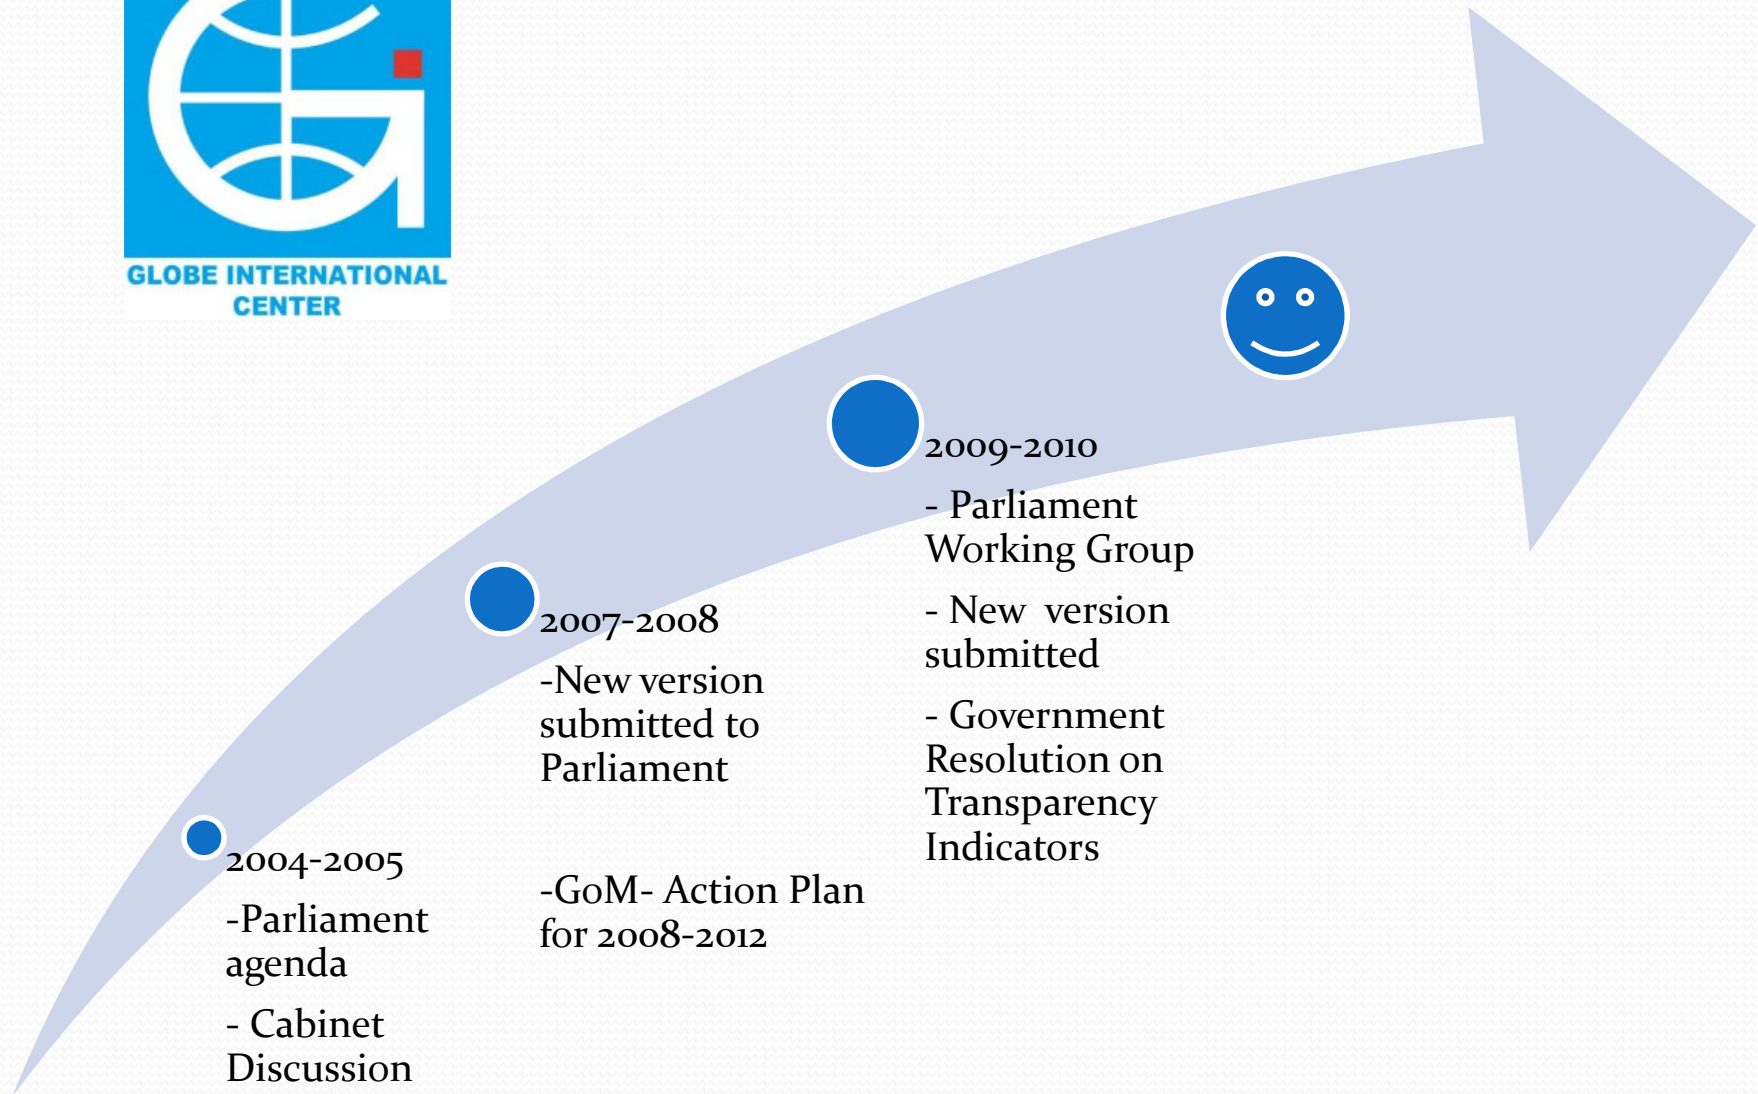 GLOBE INTERNATIONAL
CENTER
2004-2005
-Parliament
agenda
- Cabinet
Discussion
2007-2008
-New version
submitted to
Parliament
-GoM- Action Plan
for 2008-2012
2009-2010
- Parliament
Working Group
- New  version
submitted
- Government
Resolution on
Transparency
Indicators